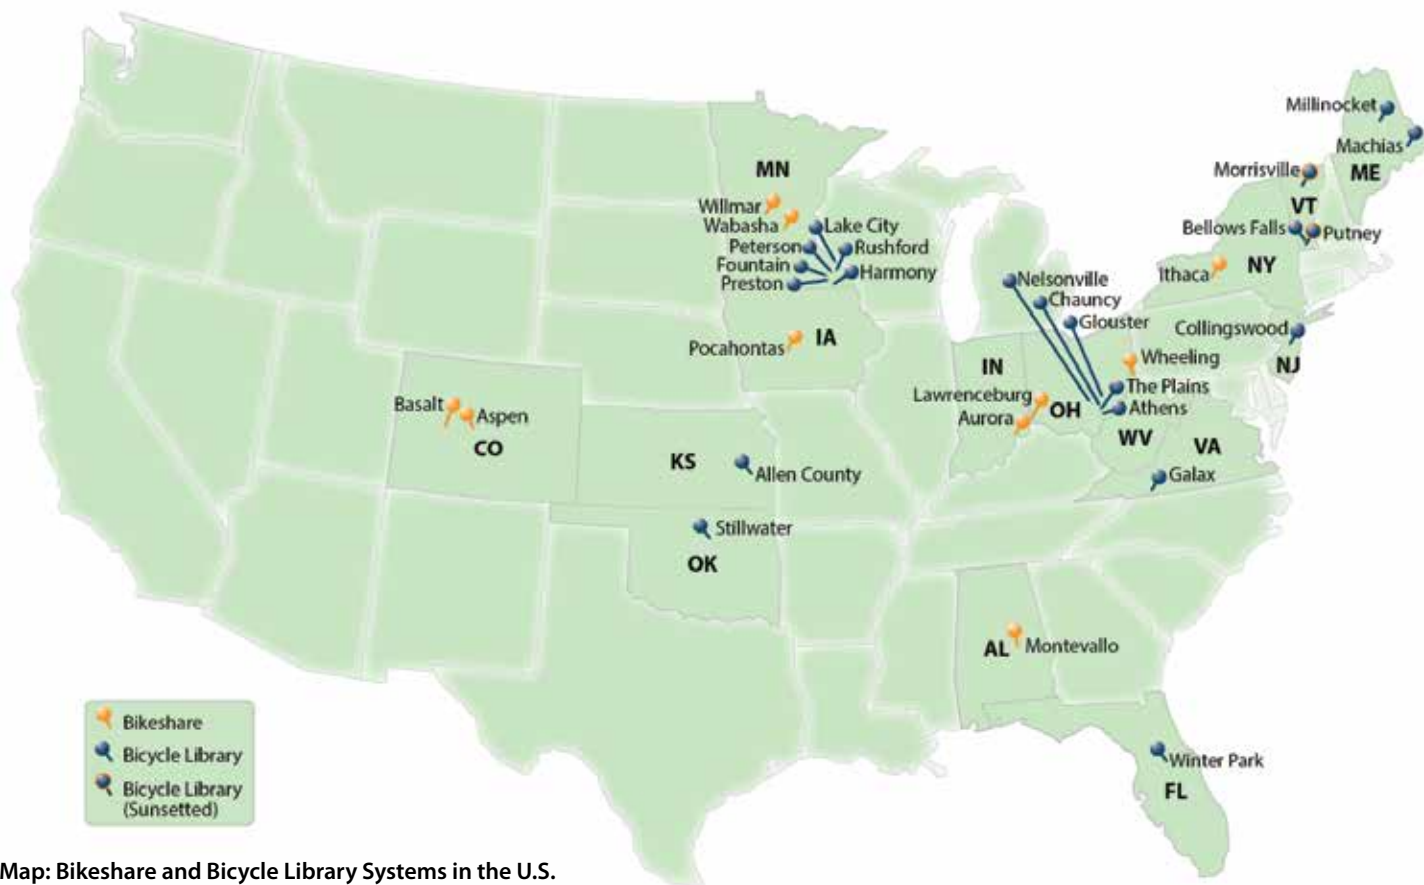 Millinocket
Machias
ME
Morrisville
VT
Bellows Falls
Putney
MN
Willmar
Wabasha
Lake City
Peterson
Rushford
Fountain
Harmony
Preston
Ithaca
NY
Nelsonville
Chauncy
Glouster
Collingswood
NJ
Pocahontas
IA
IN
Wheeling
Lawrenceburg
The Plains
Aurora
OH
Athens
Basalt
Aspen
CO
WV
VA
KS
Allen County
Galax
Stillwater
OK
AL
Montevallo
Winter Park
FL
Bikeshare
Bicycle Library
Bicycle Library
(Sunsetted)
Map: Bikeshare and Bicycle Library Systems in the U.S.